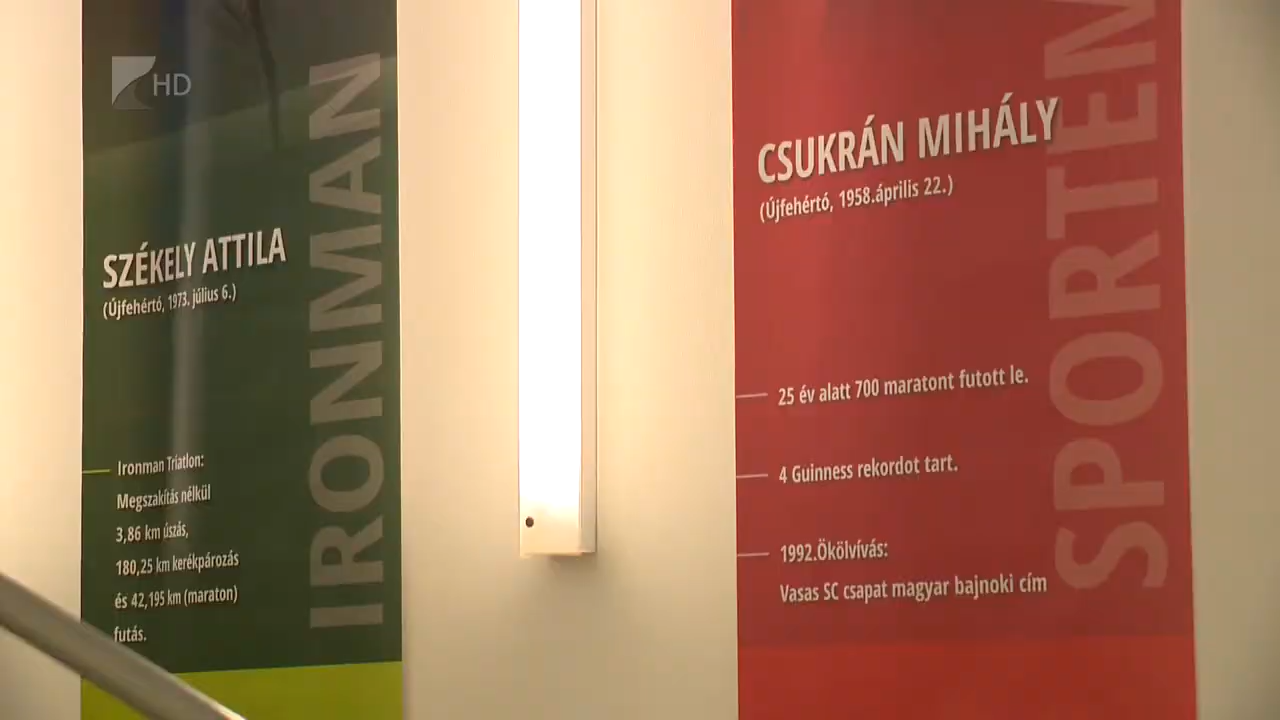 HD
IRONMAN
SZÉKELY ATTILA
(Újfehértó, 1973. július 6.)
Ironman Triatlon:
Megszakítás nélkül
3,86 km úszás,
180,25 km kerékpározás
és 42,195 km (maraton)
futás.
CSUKRÁN MIHÁLY
(Újfehértó, 1958.április 22.)
25 év alatt 700 maratont futott le.
4 Guinness rekordot tart.
1992.Ökölvívás:
Vasas SC csapat magyar bajnoki cím
SPORTEM